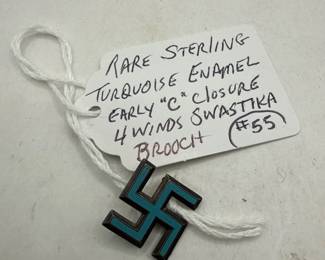 RARE STERLING
TURQUOISE ENAMEL
EARLY "C" CLOSURE
4 WINDS SWASTIKA
BROOCH
#55